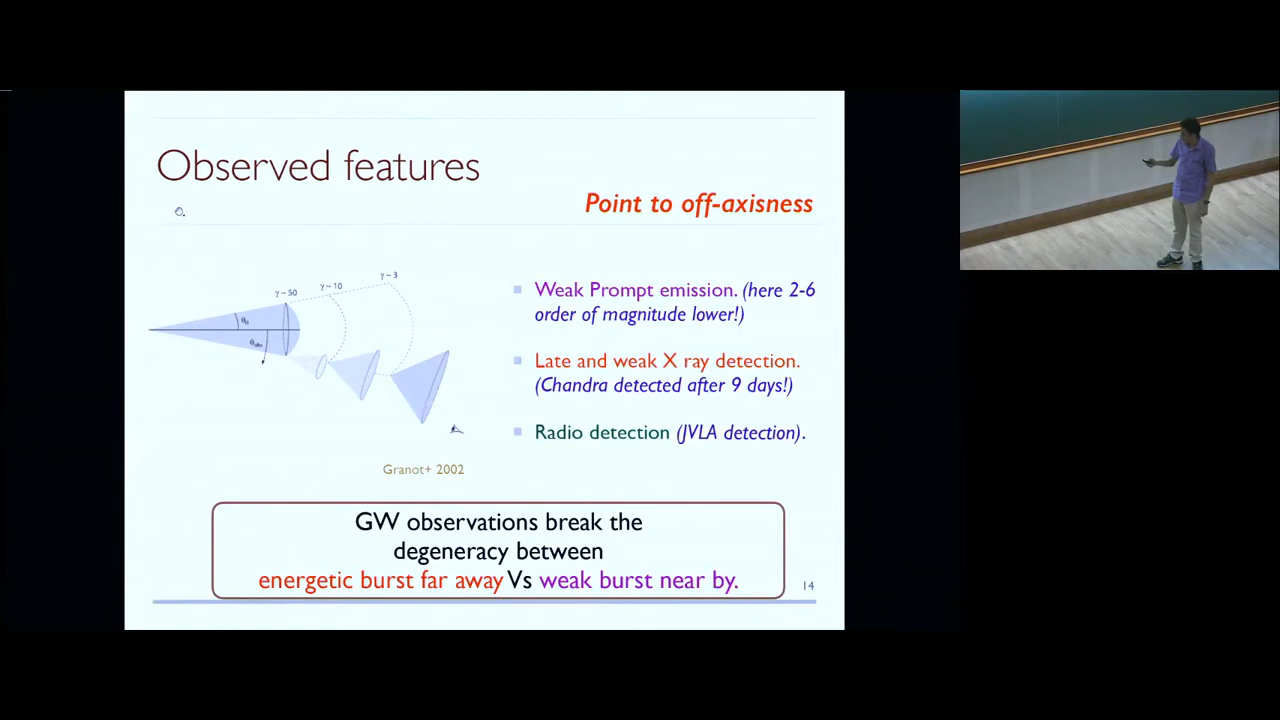 Observed features
Point to off-axisness
γ ~ 50
γ ~ 10
γ ~ 3
θ₀
θobs
Weak Prompt emission. (here 2-6
order of magnitude lower!)
Late and weak X ray detection.
(Chandra detected after 9 days!)
Radio detection (JVLA detection).
Granot+ 2002
GW observations break the
degeneracy between
energetic burst far away Vs weak burst near by.
14